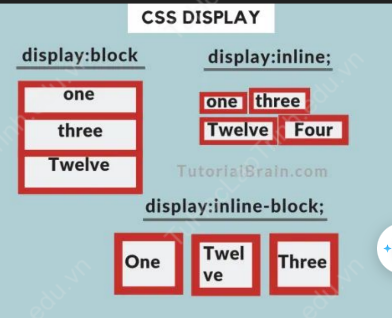 CSS DISPLAY
display:block
one
three
Twelve
display:inline;
one three
Twelve Four
TutorialBrain.com
display:inline-block;
One
Twel
ve
Three